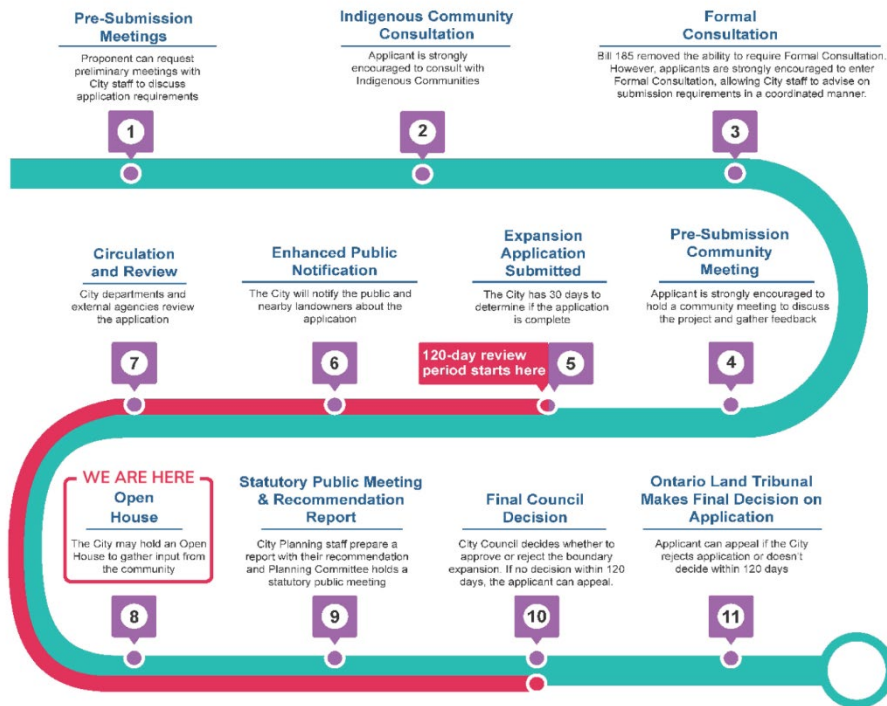 Pre-Submission
Meetings
Proponent can request
preliminary meetings with
City staff to discuss
application requirements
1
Indigenous Community
Consultation
Applicant is strongly
encouraged to consult with
Indigenous Communities
2
Formal
Consultation
Bill 185 removed the ability to require Formal Consultation.
However, applicants are strongly encouraged to enter
Formal Consultation, allowing City staff to advise on
submission requirements in a coordinated manner.
3
Pre-Submission
Community
Meeting
Applicant is strongly encouraged to
hold a community meeting to discuss
the project and gather feedback
4
Expansion
Application
Submitted
The City has 30 days to
determine if the application
is complete
120-day review
period starts here
5
Enhanced Public
Notification
The City will notify the public and
nearby landowners about the
application
6
Circulation
and Review
City departments and
external agencies review
the application
7
WE ARE HERE
Open
House
The City may hold an Open
House to gather input from
the community
8
Statutory Public Meeting
& Recommendation
Report
City Planning staff prepare a
report with their recommendation
and Planning Committee holds a
statutory public meeting
9
Final Council
Decision
City Council decides whether to
approve or reject the boundary
expansion. If no decision within 120
days, the applicant can appeal.
10
Ontario Land Tribunal
Makes Final Decision on
Application
Applicant can appeal if the City
rejects application or doesn't
decide within 120 days
11